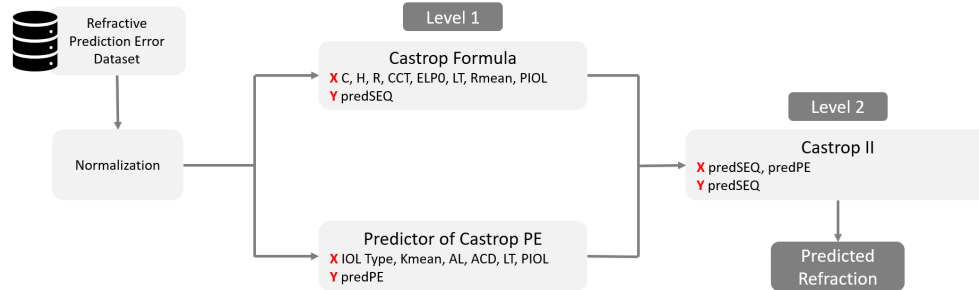 Refractive
Prediction Error
Dataset
Normalization
Level 1
Castrop Formula
X C, H, R, CCT, ELP0, LT, Rmean, PIOL
Y predSEQ
Predictor of Castrop PE
X IOL Type, Kmean, AL, ACD, LT, PIOL
Y predPE
Level 2
Castrop II
X predSEQ, predPE
Y predSEQ
Predicted
Refraction